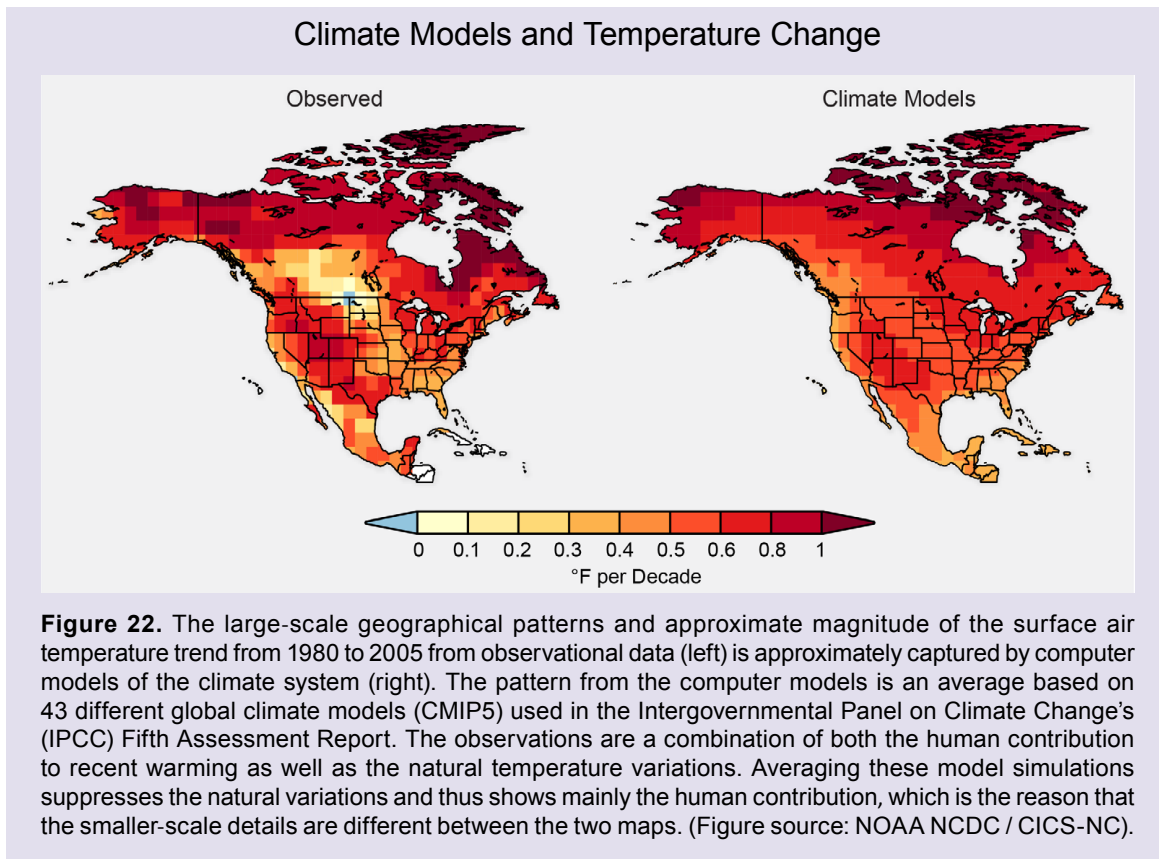 Climate Models and Temperature Change
Observed
Climate Models
0 0.1 0.2 0.3 0.4 0.5 0.6 0.8 1
°F per Decade
Figure 22. The large-scale geographical patterns and approximate magnitude of the surface air
temperature trend from 1980 to 2005 from observational data (left) is approximately captured by computer
models of the climate system (right). The pattern from the computer models is an average based on
43 different global climate models (CMIP5) used in the Intergovernmental Panel on Climate Change's
(IPCC) Fifth Assessment Report. The observations are a combination of both the human contribution
to recent warming as well as the natural temperature variations. Averaging these model simulations
suppresses the natural variations and thus shows mainly the human contribution, which is the reason that
the smaller-scale details are different between the two maps. (Figure source: NOAA NCDC / CICS-NC).